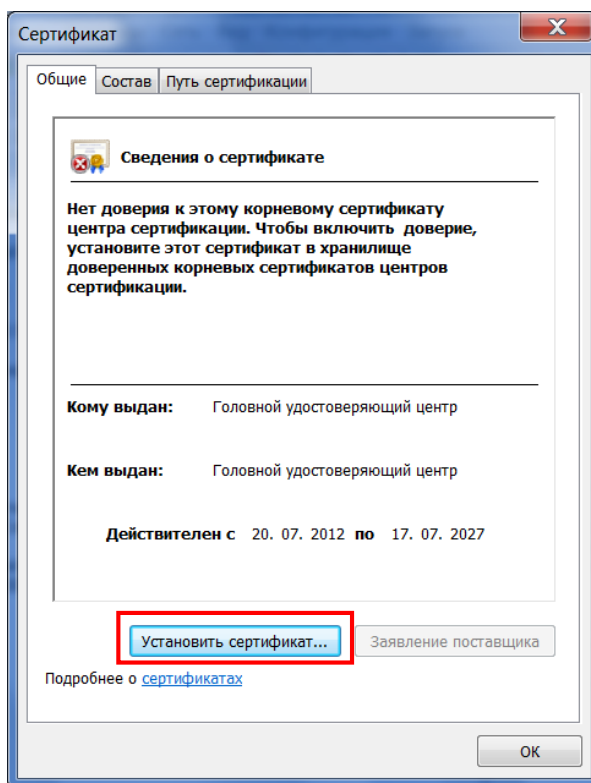 Сертификат
Общие Состав Путь сертификации
Сведения о сертификате
Нет доверия к этому корневому сертификату
центра сертификации. Чтобы включить доверие,
установите этот сертификат в хранилище
доверенных корневых сертификатов центров
сертификации.
Кому выдан: Головной удостоверяющий центр
Кем выдан: Головной удостоверяющий центр
Действителен с 20. 07. 2012 по 17. 07. 2027
Установить сертификат... Заявление поставщика
Подробнее о сертификатах
ОК